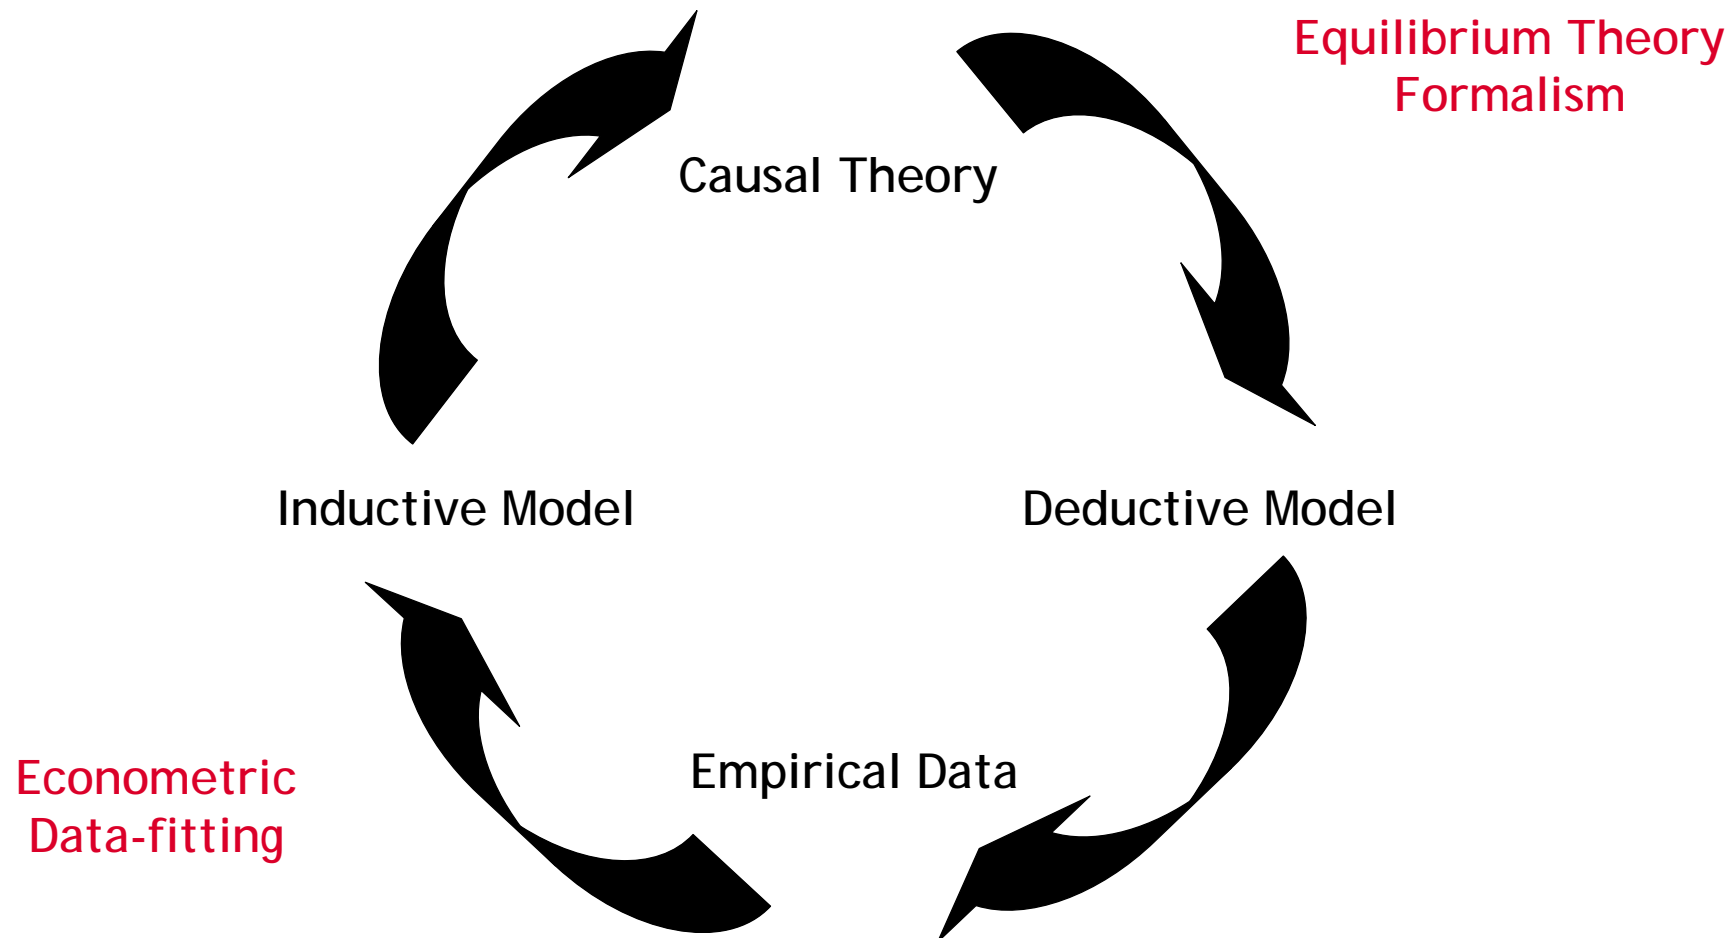 Equilibrium Theory
Formalism
Causal Theory
Inductive Model
Deductive Model
Empirical Data
Econometric
Data-fitting